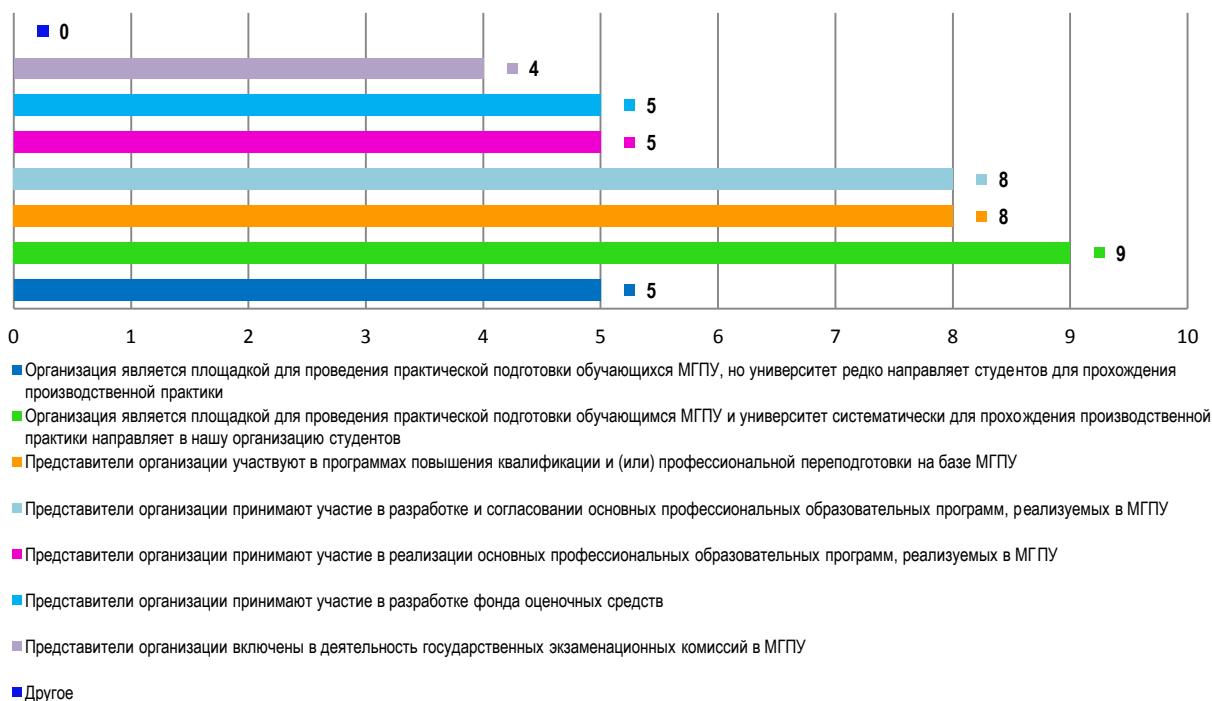 0
4
5
5
8
8
9
5
0 1 2 3 4 5 6 7 8 9 10
Организация является площадкой для проведения практической подготовки обучающихся МГПУ, но университет редко направляет студентов для прохождения
производственной практики
Организация является площадкой для проведения практической подготовки обучающимся МГПУ и университет систематически для прохождения производственной
практики направляет в нашу организацию студентов
Представители организации участвуют в программах повышения квалификации и (или) профессиональной переподготовки на базе МГПУ
Представители организации принимают участие в разработке и согласовании основных профессиональных образовательных программ, реализуемых в МГПУ
Представители организации принимают участие в реализации основных профессиональных образовательных программ, реализуемых в МГПУ
Представители организации принимают участие в разработке фонда оценочных средств
Представители организации включены в деятельность государственных экзаменационных комиссий в МГПУ
Другое